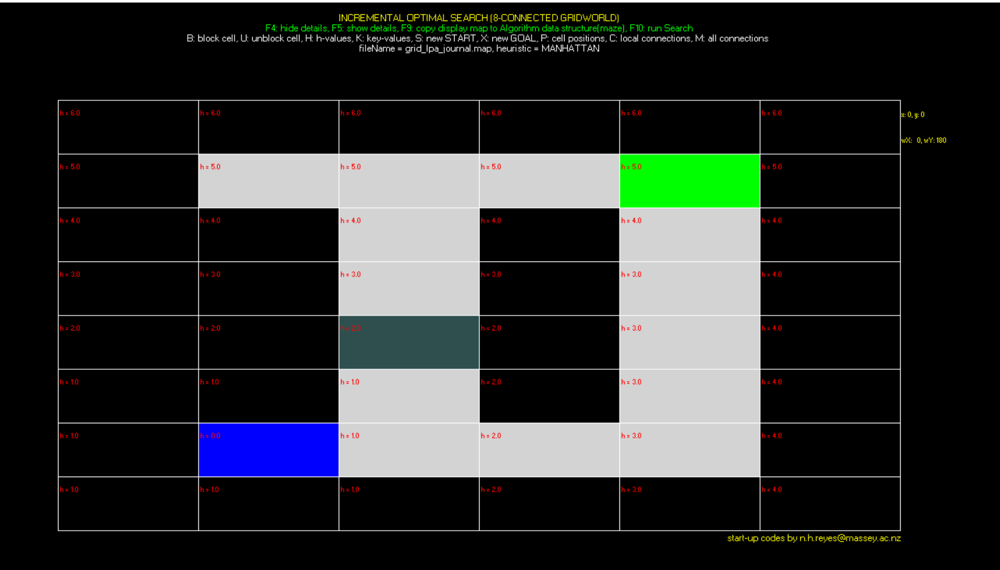 INCREMENTAL OPTIMAL SEARCH (8-CONNECTED GRIDWORLD)
F4: hide details, F5: show details, F9: copy display map to Algorithm data structure(maze), F10: run Search
B: block cell, U: unblock cell, H: h-values, K: key-values, S: new START, X: new GOAL, P: cell positions, C: local connections, M: all connections
fileName = grid_lpa_journal.map, heuristic = MANHATTAN
h = 6.0 h = 6.0 h = 6.0 h = 6.0 h = 6.0 h = 6.0 x: 0, y: 0
wX: 0, wY: 180
h = 5.0 h = 5.0 h = 5.0 h = 5.0 h = 5.0 h = 5.0
h = 4.0 h = 4.0 h = 4.0 h = 4.0 h = 4.0 h = 4.0
h = 3.0 h = 3.0 h = 3.0 h = 3.0 h = 3.0 h = 4.0
h = 2.0 h = 2.0 h = 2.0 h = 2.0 h = 3.0 h = 4.0
h = 1.0 h = 1.0 h = 1.0 h = 2.0 h = 3.0 h = 4.0
h = 1.0 h = 0.0 h = 1.0 h = 2.0 h = 3.0 h = 4.0
h = 1.0 h = 1.0 h = 1.0 h = 2.0 h = 3.0 h = 4.0
start-up codes by n.h.reyes@massey.ac.nz